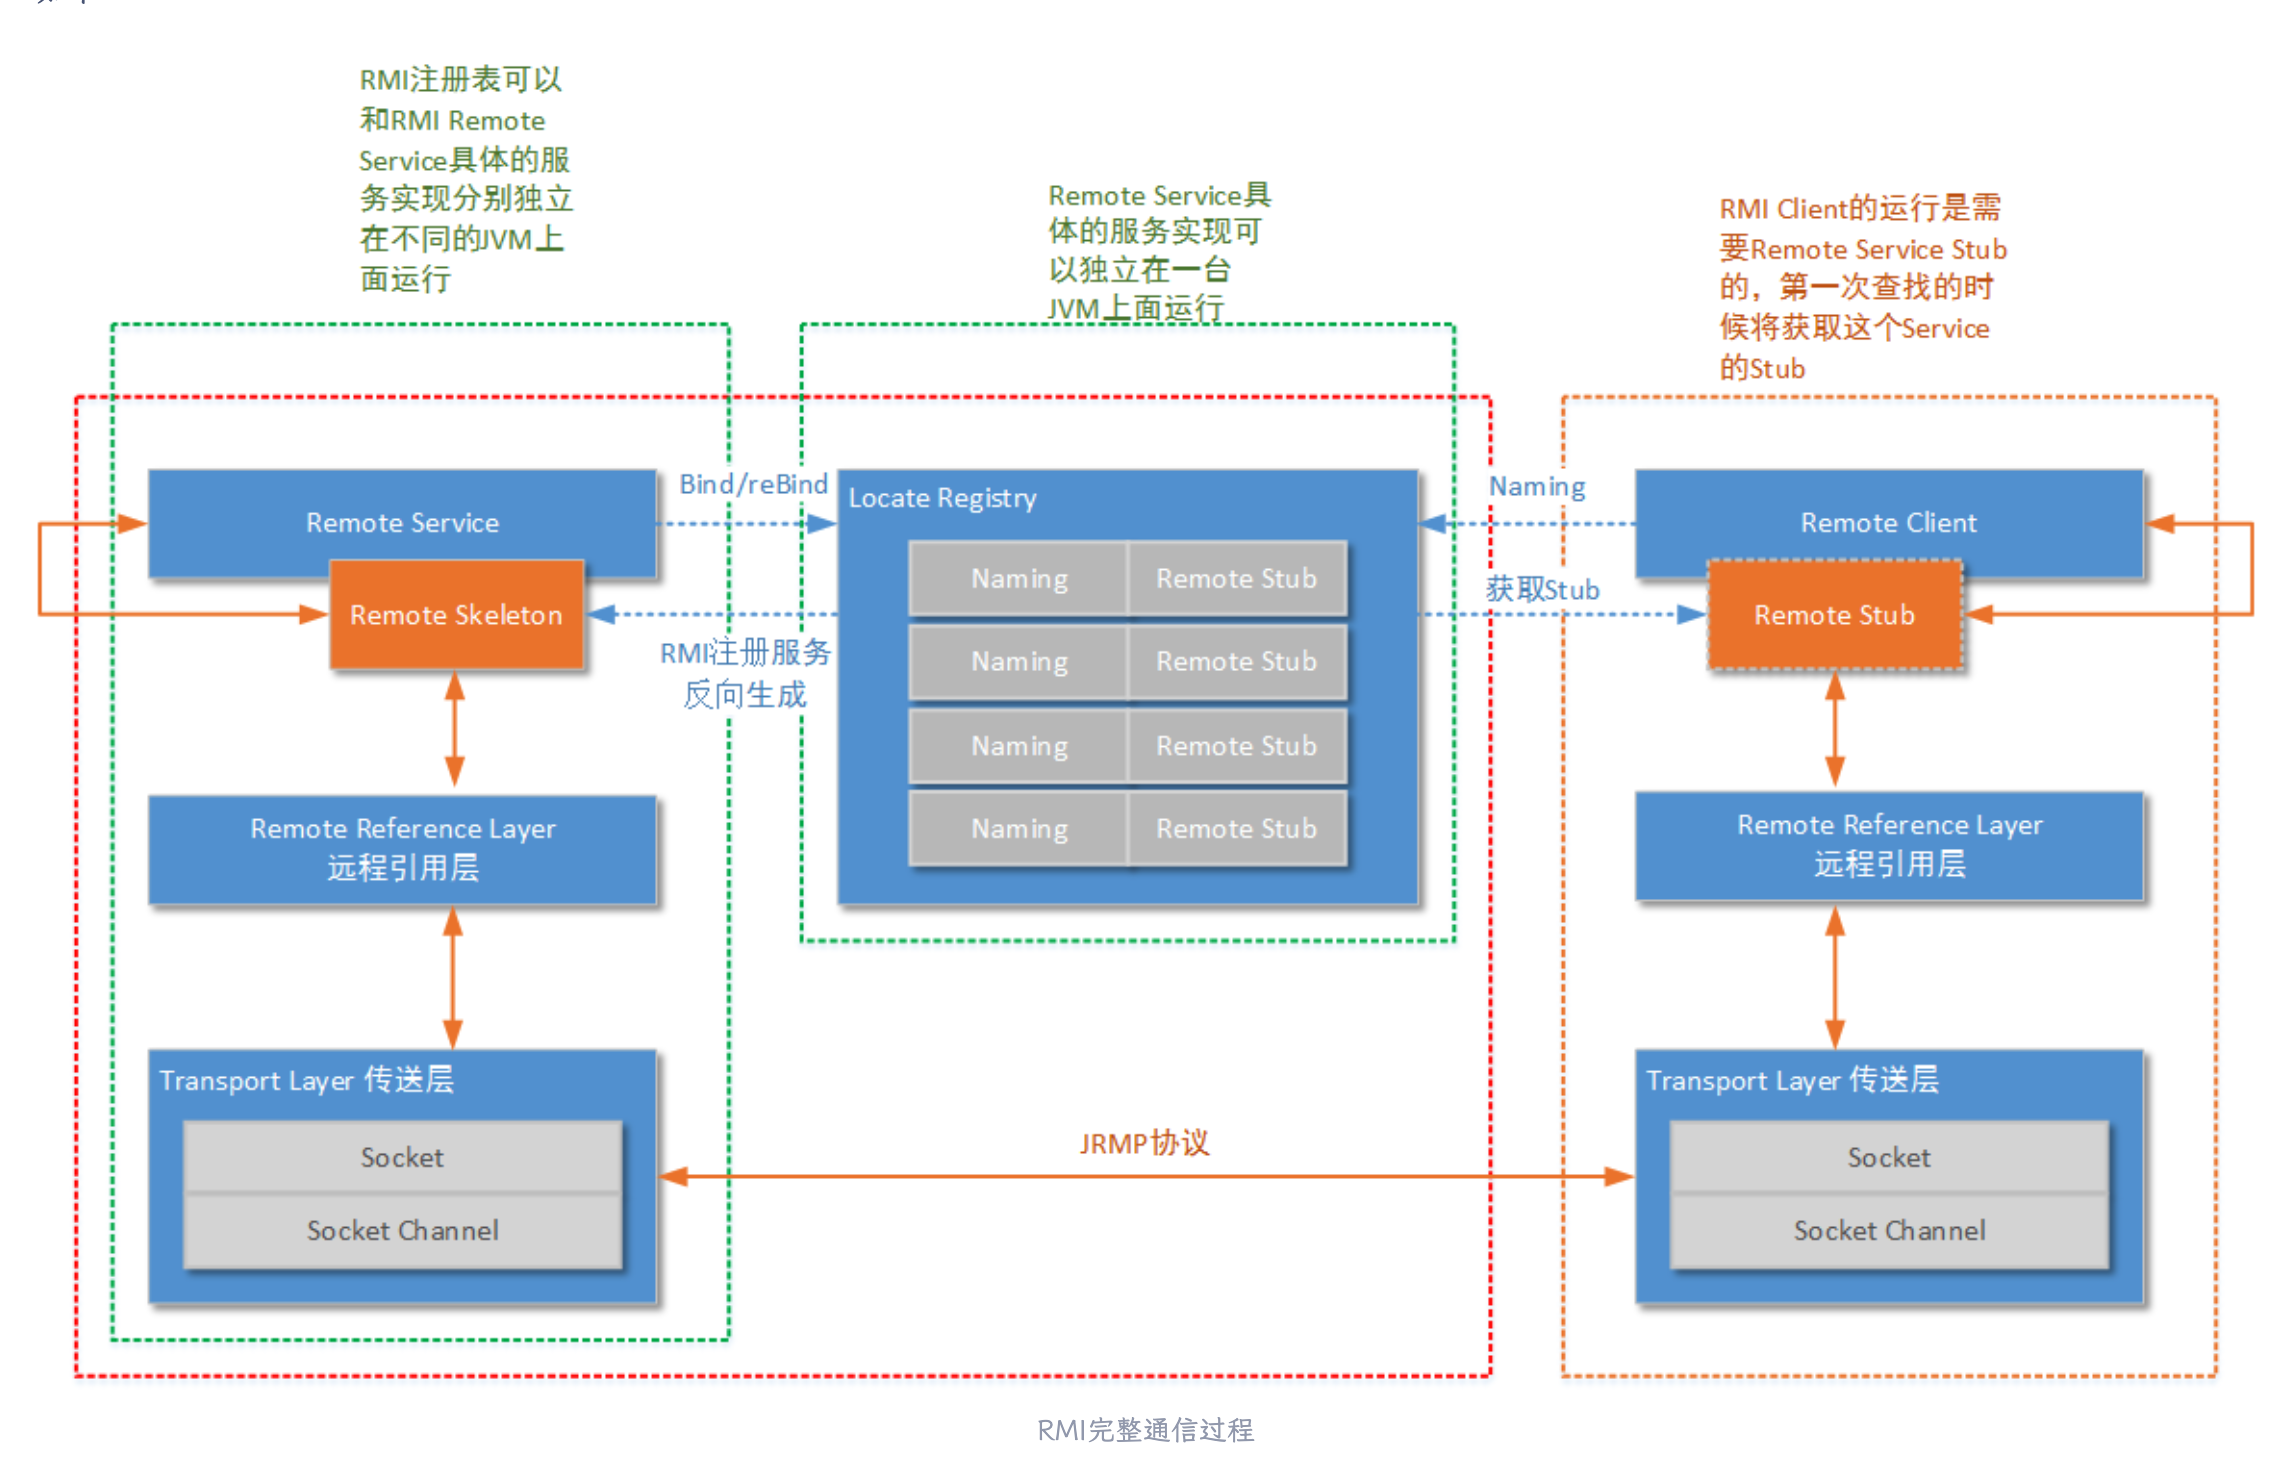 RMI注册表可以
和RMI Remote
Service具体的服
务实现分别独立
在不同的JVM上
面运行
Remote Service具
体的服务实现可
以独立在一台
JVM上面运行
RMI Client的运行是需
要Remote Service Stub
的，第一次查找的时
候将获取这个Service
的Stub
Remote Service
Remote Skeleton
Bind/reBind
RMI注册服务
反向生成
Locate Registry
Naming
Remote Stub
Naming
Remote Stub
Naming
Remote Stub
Naming
Remote Stub
Naming
获取Stub
Remote Client
Remote Stub
Remote Reference Layer
远程引用层
Remote Reference Layer
远程引用层
Transport Layer 传送层
Socket
Socket Channel
JRMP协议
Transport Layer 传送层
Socket
Socket Channel
RMI完整通信过程